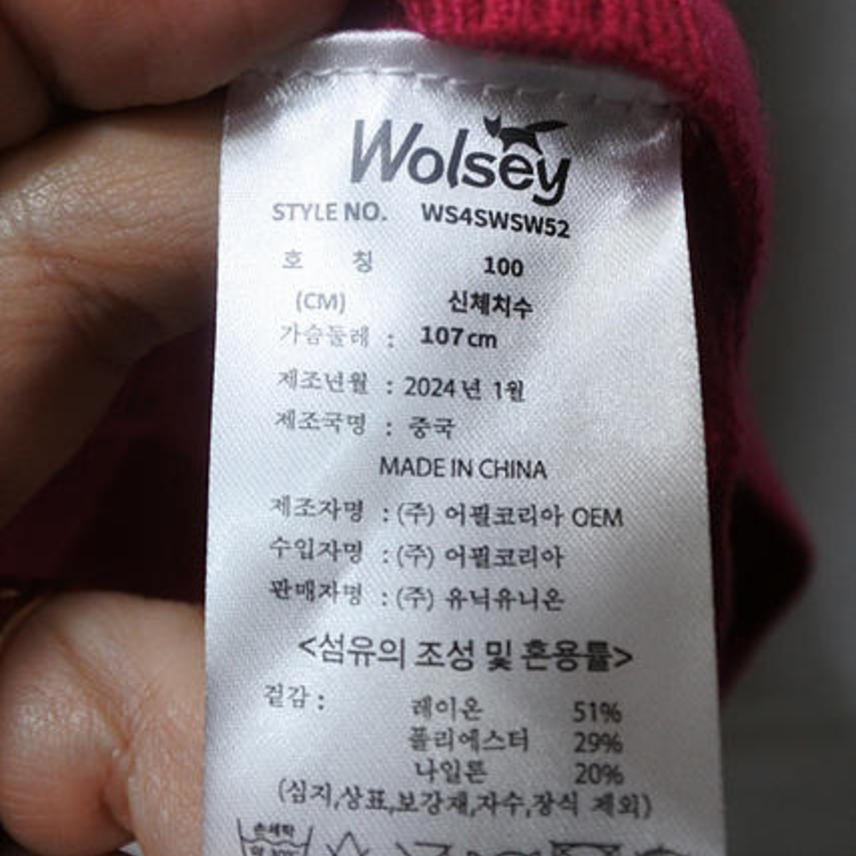 Wolsey
STYLE NO. WS4SWSW52
호 칭 100
(CM) 신체치수
가슴둘레 : 107cm
제조년월 : 2024년 1월
제조국명 : 중국
MADE IN CHINA
제조자명 : (주) 어필코리아 OEM
수입자명 : (주) 어필코리아
판매자명 : (주) 유닉유니온
<섬유의 조성 및 혼용률>
겉감 : 레이온 51%
폴리에스터 29%
나일론 20%
(심지,상표,보강재,자수,장식 제외)
손세탁
약 30℃